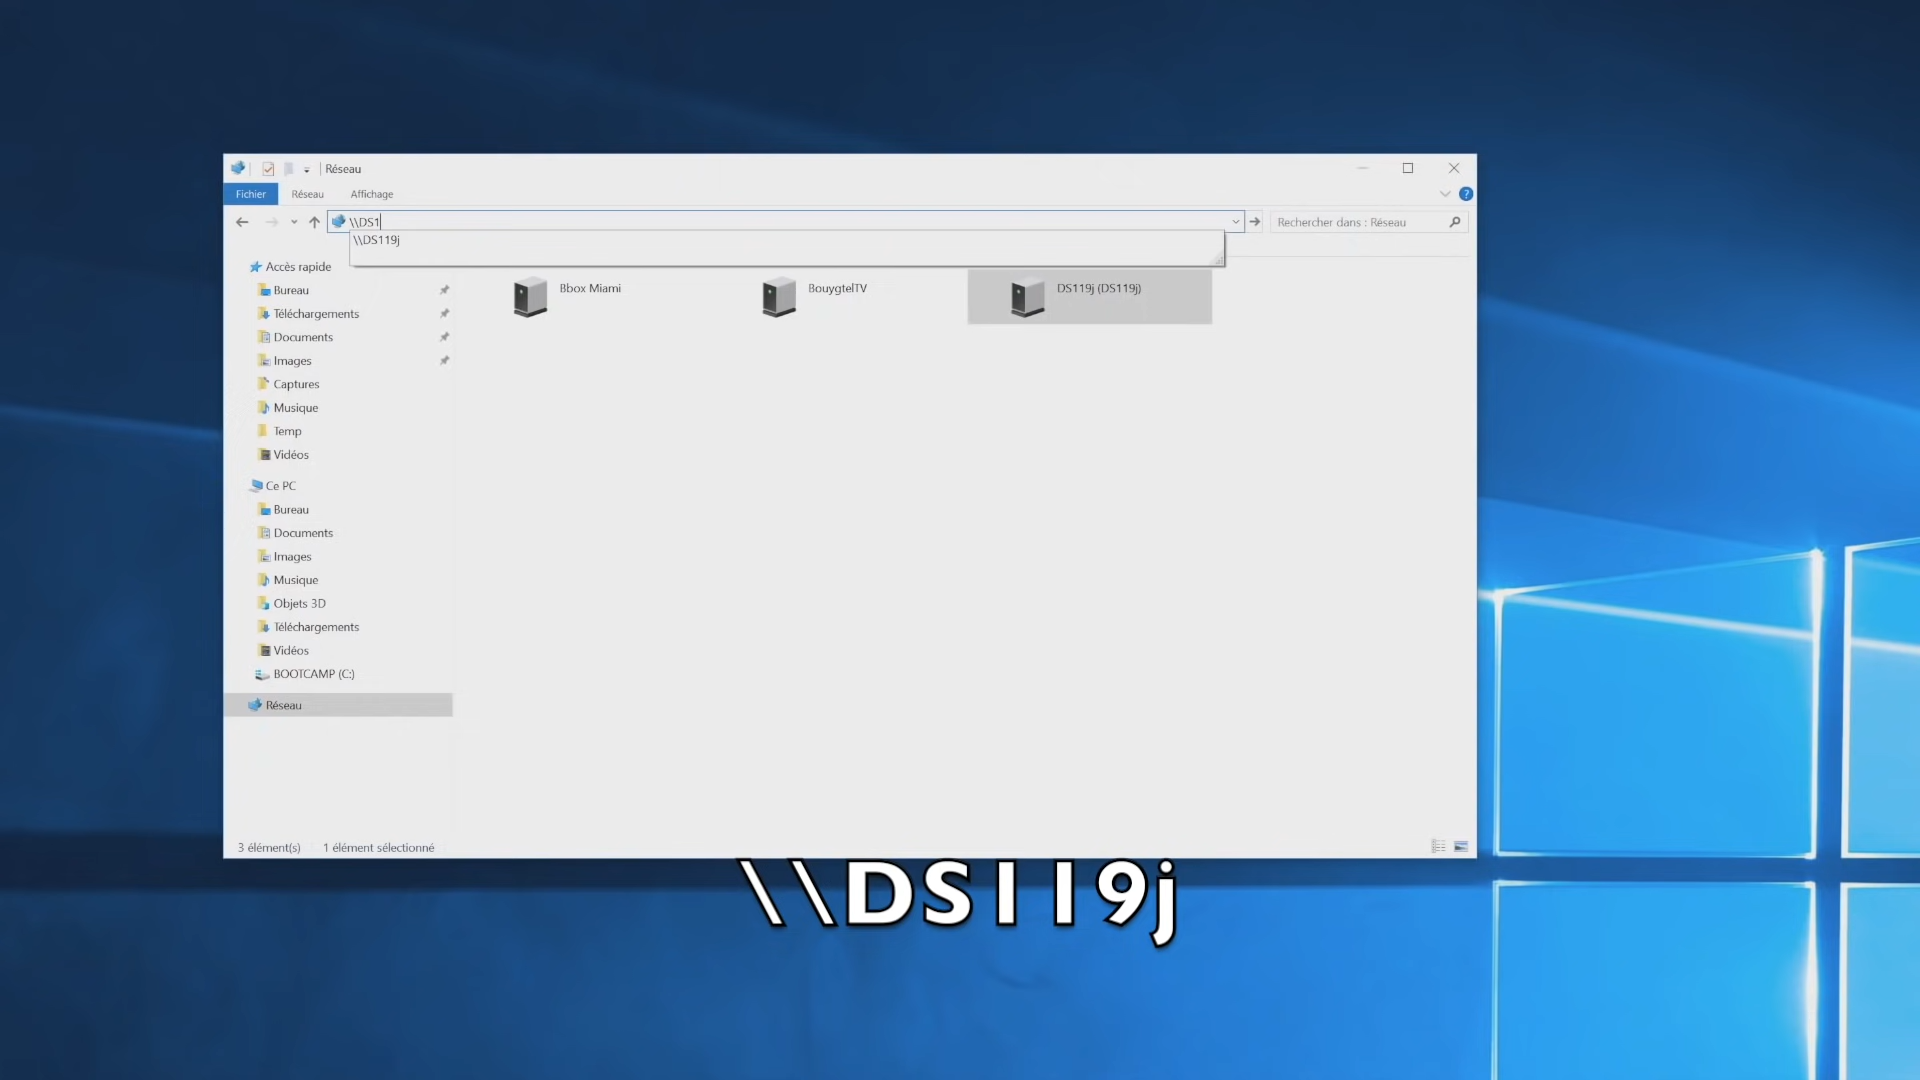 Réseau
Fichier
Réseau
Affichage
?
\\DS1
Rechercher dans : Réseau
\\DS119j
Accès rapide
Bureau
Téléchargements
Documents
Images
Captures
Musique
Temp
Vidéos
Ce PC
Bureau
Documents
Images
Musique
Objets 3D
Téléchargements
Vidéos
BOOTCAMP (C:)
Réseau
Bbox Miami
BouygtelTV
DS119j (DS119j)
3 élément(s)
1 élément sélectionné
\\DS119j